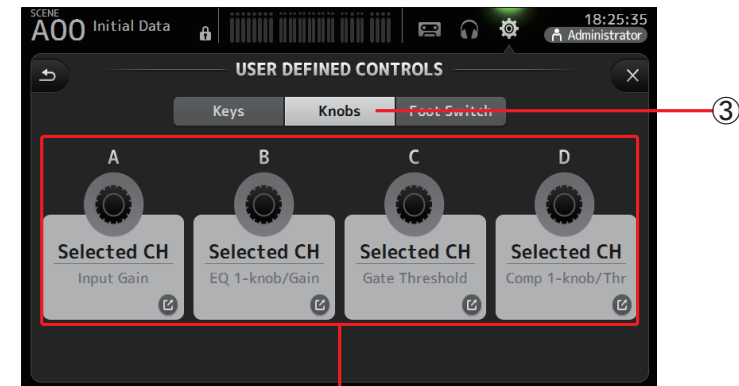 SCENE
A00 Initial Data
18:25:35
Administrator
USER DEFINED CONTROLS
Keys Knobs Foot Switch
③
A B C D
Selected CH Selected CH Selected CH Selected CH
Input Gain EQ 1-knob/Gain Gate Threshold Comp 1-knob/Thr